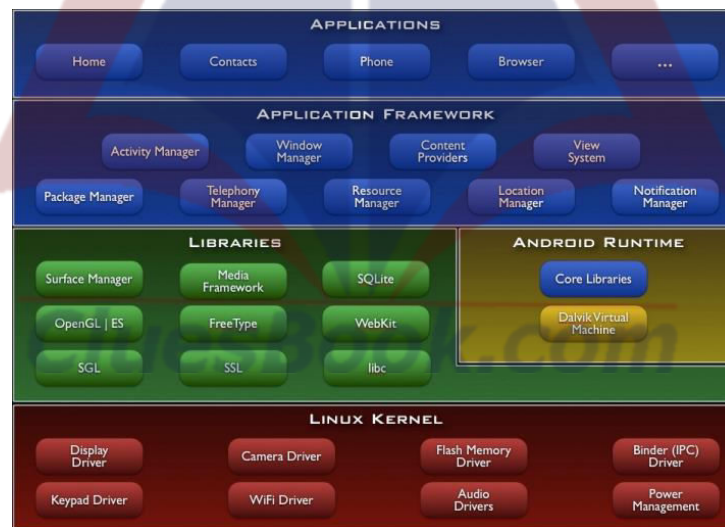 APPLICATIONS
Home
Contacts
Phone
Browser
...
APPLICATION FRAMEWORK
Activity Manager
Window
Manager
Content
Providers
View
System
Package Manager
Telephony
Manager
Resource
Manager
Location
Manager
Notification
Manager
LIBRARIES
Surface Manager
Media
Framework
SQLite
OpenGL | ES
FreeType
WebKit
SGL
SSL
libc
ANDROID RUNTIME
Core Libraries
Dalvik Virtual
Machine
CluesBook.com
LINUX KERNEL
Display
Driver
Camera Driver
Flash Memory
Driver
Binder (IPC)
Driver
Keypad Driver
WiFi Driver
Audio
Drivers
Power
Management